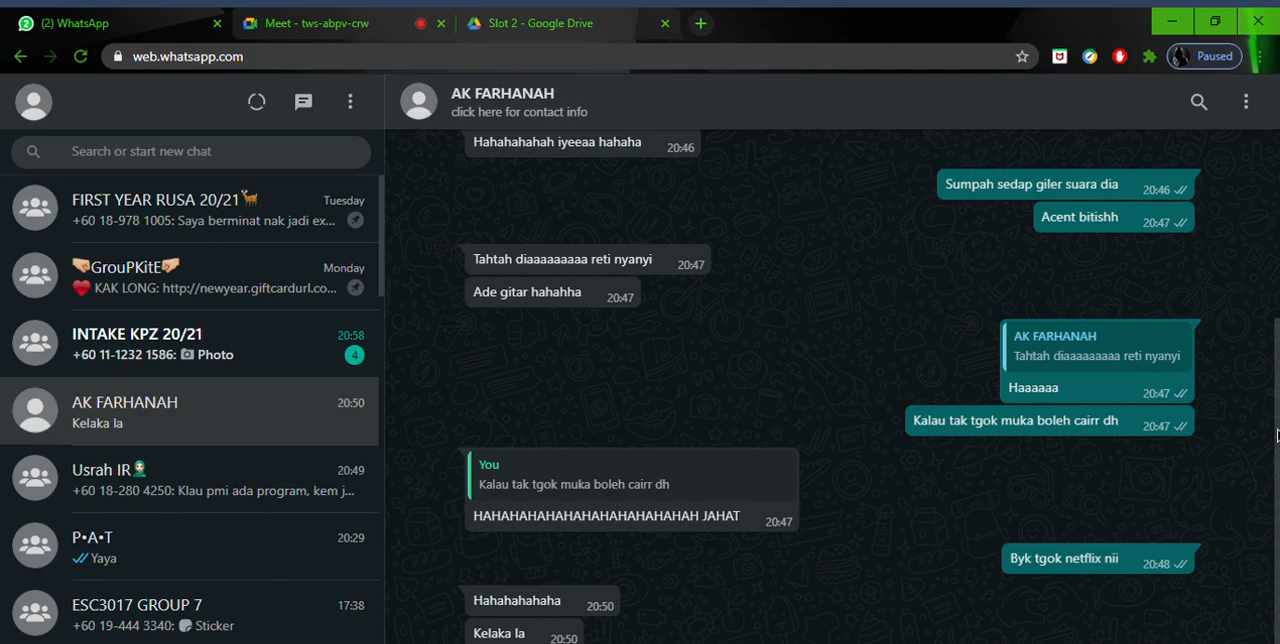 (2) WhatsApp
Meet - tws-abpv-crw
Slot 2 - Google Drive
web.whatsapp.com
Paused
Search or start new chat
FIRST YEAR RUSA 20/21🦌
Tuesday
+60 18-978 1005: Saya berminat nak jadi ex...
🤜🏻GrouPKitE🤛🏻
Monday
❤️ KAK LONG: http://newyear.giftcardurl.co...
INTAKE KPZ 20/21
20:58
+60 11-1232 1586: 📷 Photo
4
AK FARHANAH
20:50
Kelaka la
Usrah IR🧕🏻
20:49
+60 18-280 4250: Klau pmi ada program, kem j...
P•A•T
20:29
Yaya
ESC3017 GROUP 7
17:38
+60 19-444 3340: Sticker
AK FARHANAH
click here for contact info
Hahahahahah iyeeaa hahaha
20:46
Sumpah sedap giler suara dia
20:46
Acent bitishh
20:47
Tahtah diaaaaaaaaa reti nyanyi
20:47
Ade gitar hahahha
20:47
AK FARHANAH
Tahtah diaaaaaaaaa reti nyanyi
Haaaaaa
20:47
Kalau tak tgok muka boleh cairr dh
20:47
You
Kalau tak tgok muka boleh cairr dh
HAHAHAHAHAHAHAHAHAHAHAH JAHAT
20:47
Byk tgok netflix nii
20:48
Hahahahahaha
20:50
Kelaka la
20:50